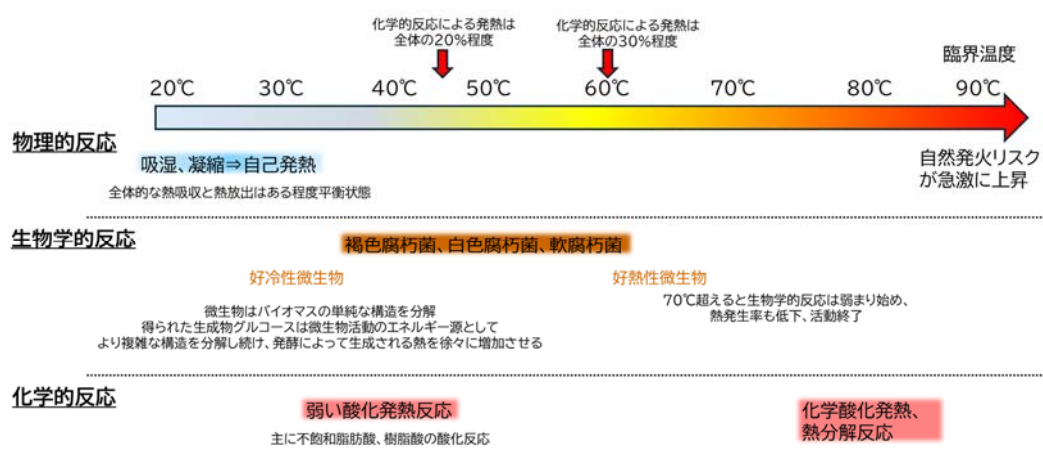 化学的反応による発熱は
全体の20%程度
化学的反応による発熱は
全体の30%程度
臨界温度
20℃ 30℃ 40℃ 50℃ 60℃ 70℃ 80℃ 90℃
物理的反応
吸湿、凝縮⇒自己発熱
全体的な熱吸収と熱放出はある程度平衡状態
自然発火リスク
が急激に上昇
生物学的反応
褐色腐朽菌、白色腐朽菌、軟腐朽菌
好冷性微生物
好熱性微生物
微生物はバイオマスの単純な構造を分解
得られた生成物グルコースは微生物活動のエネルギー源として
より複雑な構造を分解し続け、発酵によって生成される熱を徐々に増加させる
70℃超えると生物学的反応は弱まり始め、
熱発生率も低下、活動終了
化学的反応
弱い酸化発熱反応
主に不飽和脂肪酸、樹脂酸の酸化反応
化学酸化発熱、
熱分解反応